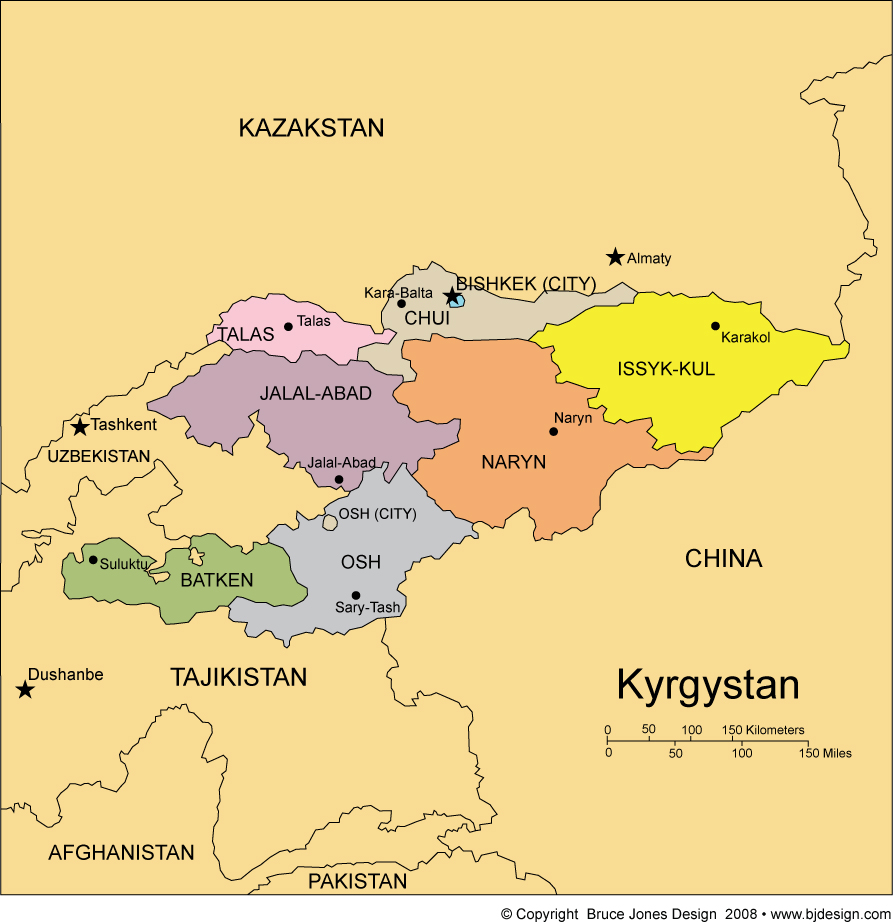 KAZAKSTAN
Almaty
BISHKEK (CITY)
Kara-Balta
CHUI
Talas
TALAS
Karakol
ISSYK-KUL
JALAL-ABAD
Naryn
Tashkent
UZBEKISTAN
NARYN
Jalal-Abad
OSH (CITY)
CHINA
OSH
Suluktu
BATKEN
Sary-Tash
Dushanbe
TAJIKISTAN
Kyrgystan
0 50 100 150 Kilometers
0 50 100 150 Miles
AFGHANISTAN
PAKISTAN
© Copyright Bruce Jones Design 2008 • www.bjdesign.com